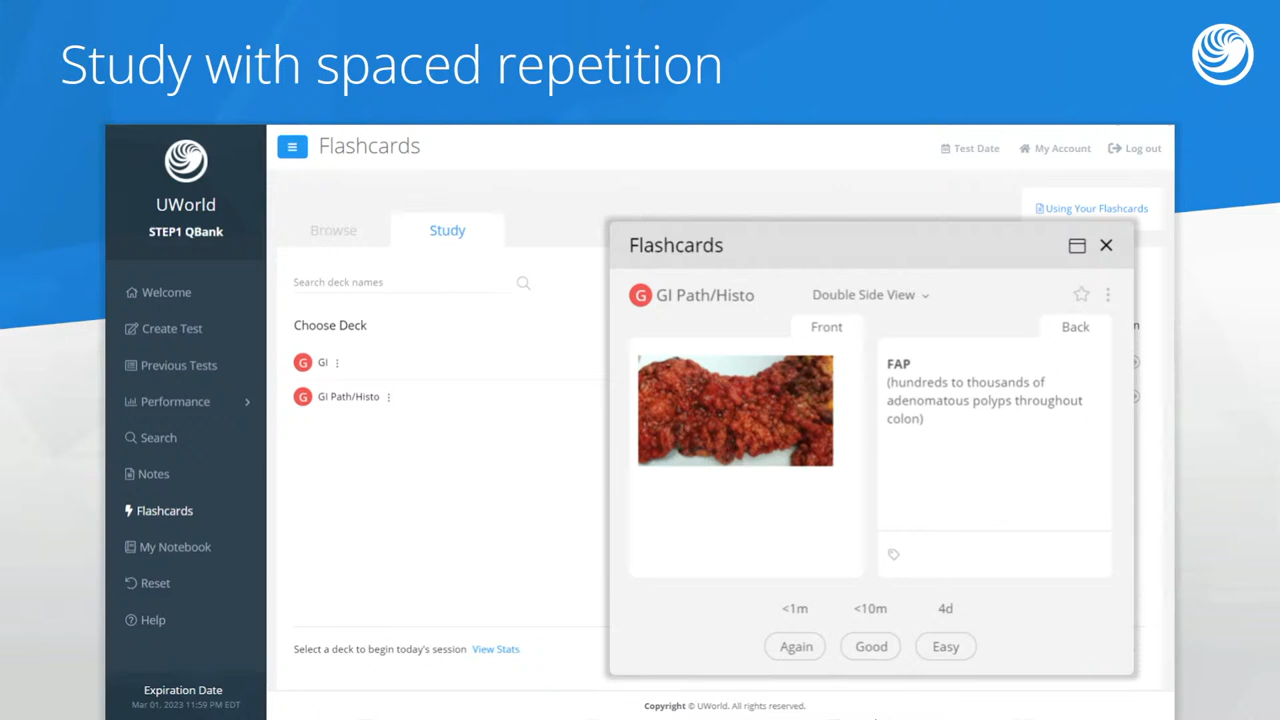 Study with spaced repetition
UWorld
STEP1 QBank
Welcome
Create Test
Previous Tests
Performance
Search
Notes
Flashcards
My Notebook
Reset
Help
Expiration Date
Mar 01, 2023 11:59 PM EDT
Flashcards
Test Date
My Account
Log out
Using Your Flashcards
Browse
Study
Search deck names
Choose Deck
G GI
G GI Path/Histo
Select a deck to begin today's session View Stats
Flashcards
G GI Path/Histo
Double Side View
Front
Back
FAP
(hundreds to thousands of
adenomatous polyps throughout
colon)
<1m
<10m
4d
Again
Good
Easy
Copyright © UWorld. All rights reserved.